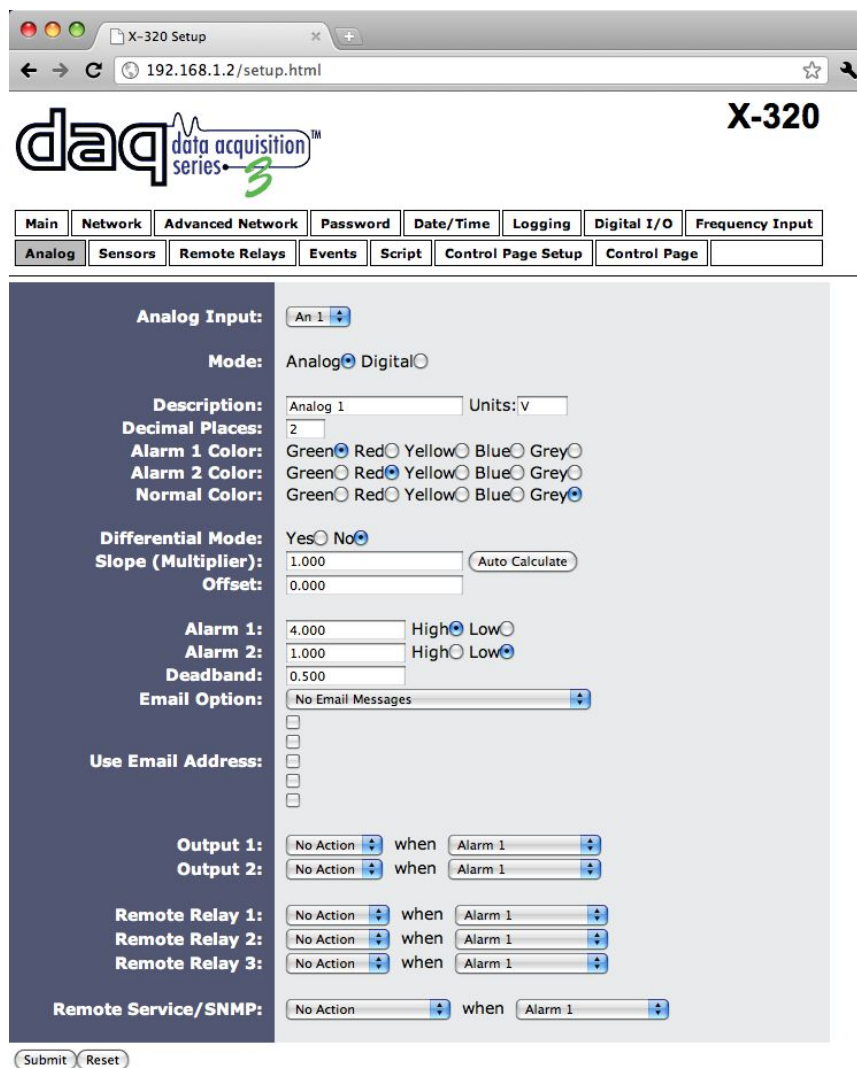 X-320 Setup
192.168.1.2/setup.html
daq data acquisition series 3 TM
X-320
Main Network Advanced Network Password Date/Time Logging Digital I/O Frequency Input
Analog Sensors Remote Relays Events Script Control Page Setup Control Page
Analog Input: An 1
Mode: Analog Digital
Description: Analog 1 Units: V
Decimal Places: 2
Alarm 1 Color: Green Red Yellow Blue Grey
Alarm 2 Color: Green Red Yellow Blue Grey
Normal Color: Green Red Yellow Blue Grey
Differential Mode: Yes No
Slope (Multiplier): 1.000 Auto Calculate
Offset: 0.000
Alarm 1: 4.000 High Low
Alarm 2: 1.000 High Low
Deadband: 0.500
Email Option: No Email Messages
Use Email Address:
Output 1: No Action when Alarm 1
Output 2: No Action when Alarm 1
Remote Relay 1: No Action when Alarm 1
Remote Relay 2: No Action when Alarm 1
Remote Relay 3: No Action when Alarm 1
Remote Service/SNMP: No Action when Alarm 1
Submit Reset